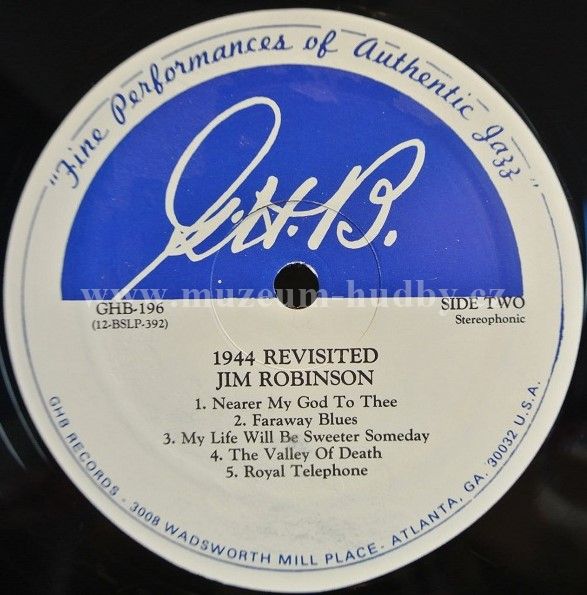 "Fine Performances of Authentic Jazz"
G.H.B.
www.muzeum-hudby.cz
GHB-196
(12-BSLP-392)
SIDE TWO
Stereophonic
1944 REVISITED
JIM ROBINSON
1. Nearer My God To Thee
2. Faraway Blues
3. My Life Will Be Sweeter Someday
4. The Valley Of Death
5. Royal Telephone
GHB RECORDS - 3008 WADSWORTH MILL PLACE - ATLANTA, GA. 30032 U.S.A.